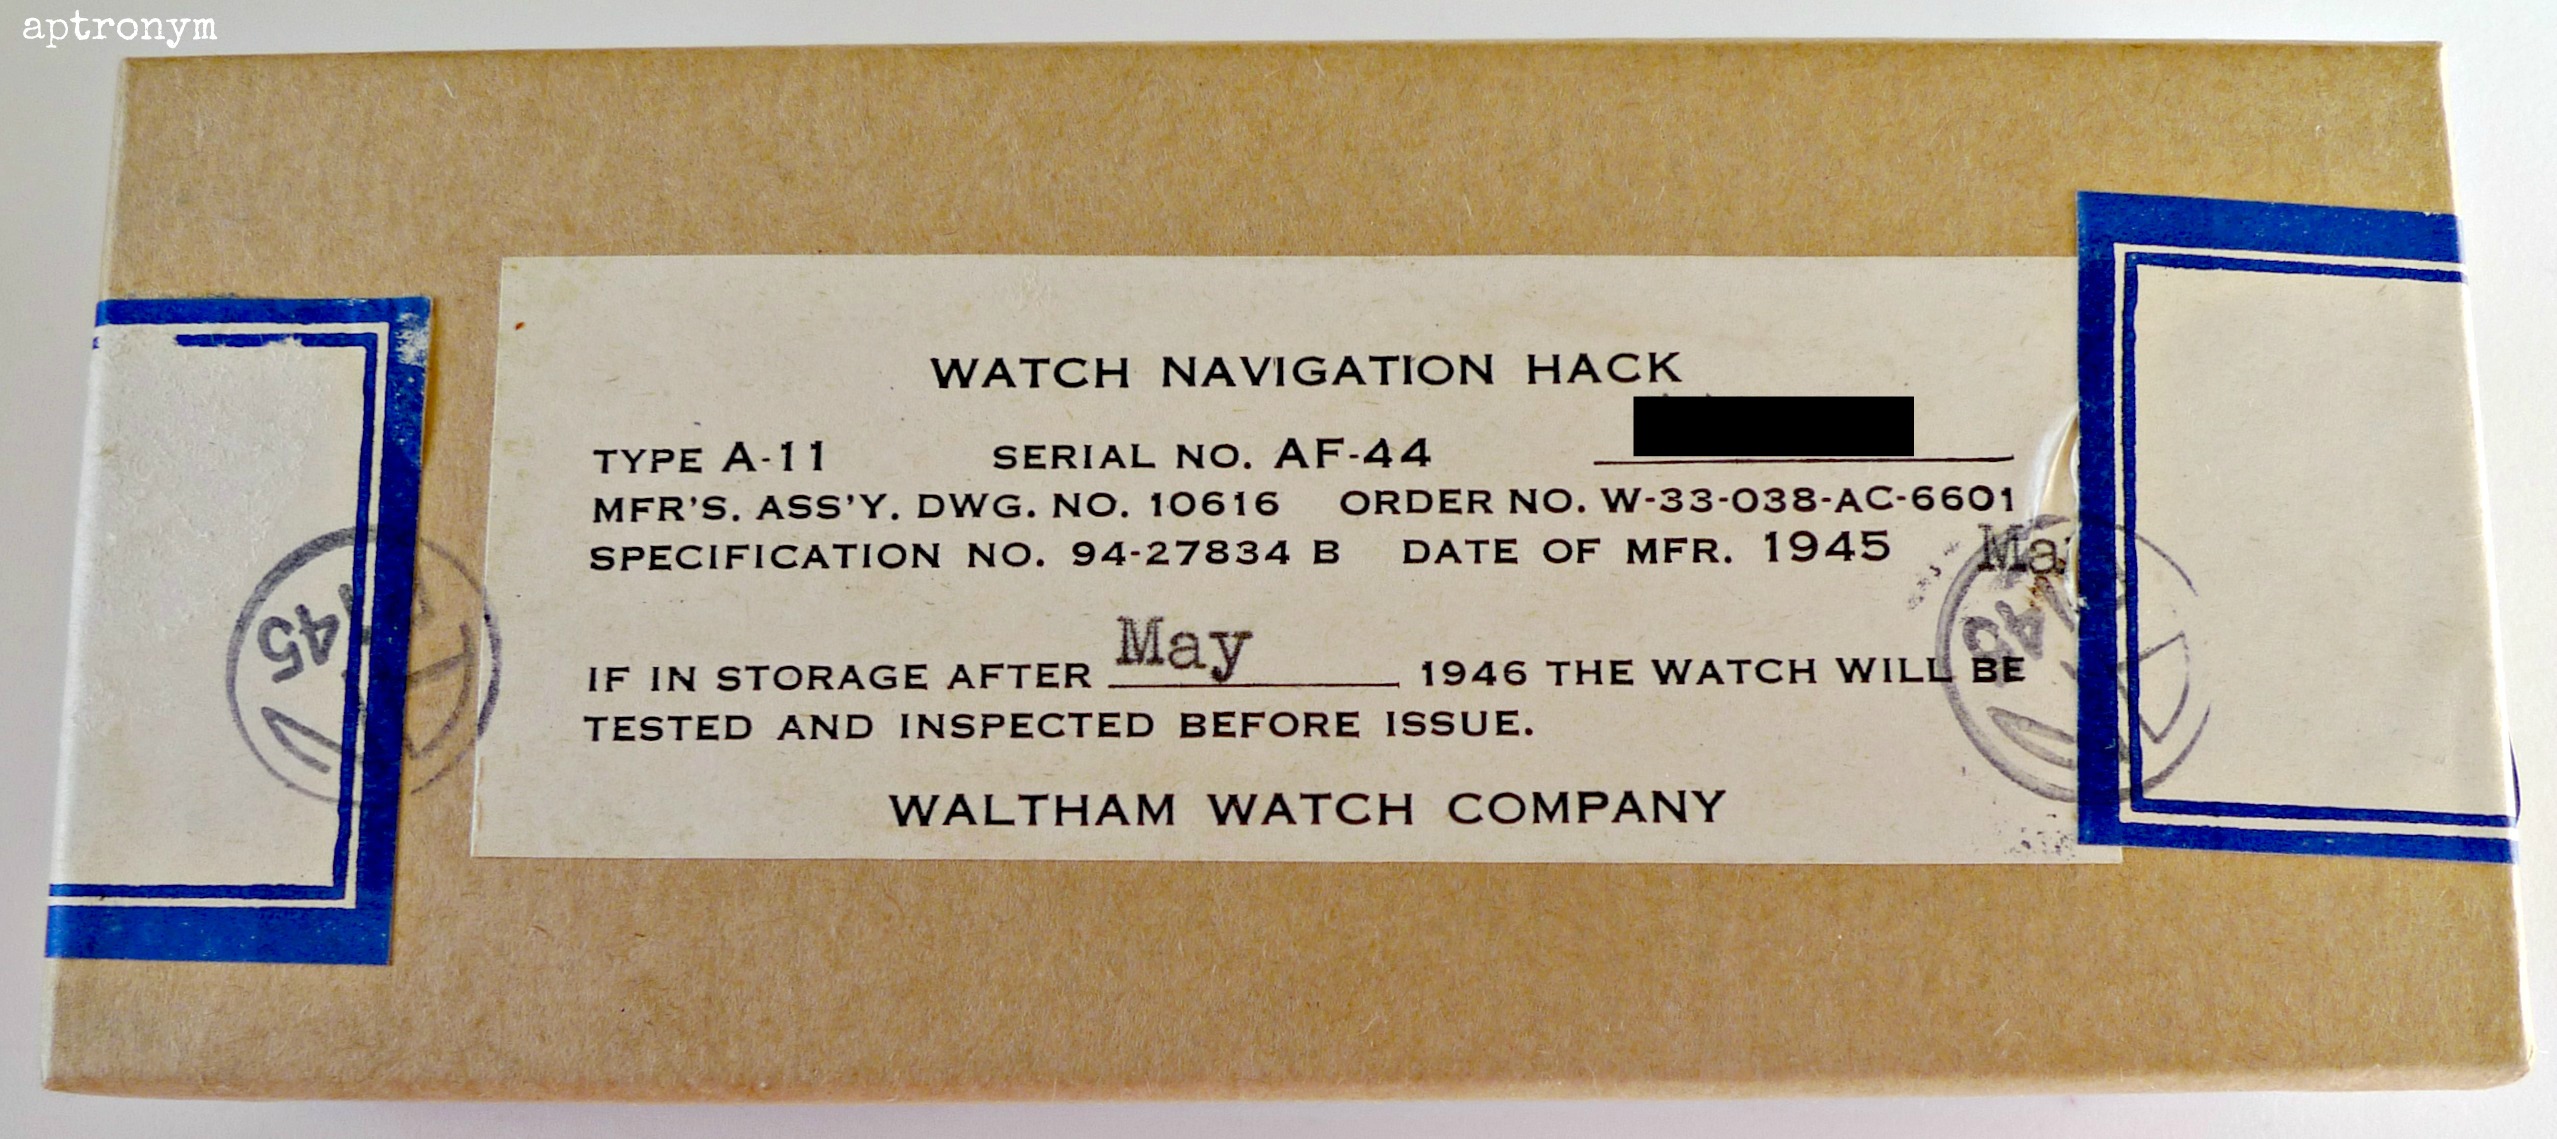 aptronym
WATCH NAVIGATION HACK
TYPE A-11 SERIAL NO. AF-44
MFR'S. ASS'Y. DWG. NO. 10616 ORDER NO. W-33-038-AC-6601
SPECIFICATION NO. 94-27834 B DATE OF MFR. 1945
IF IN STORAGE AFTER May 1946 THE WATCH WILL BE
TESTED AND INSPECTED BEFORE ISSUE.
WALTHAM WATCH COMPANY